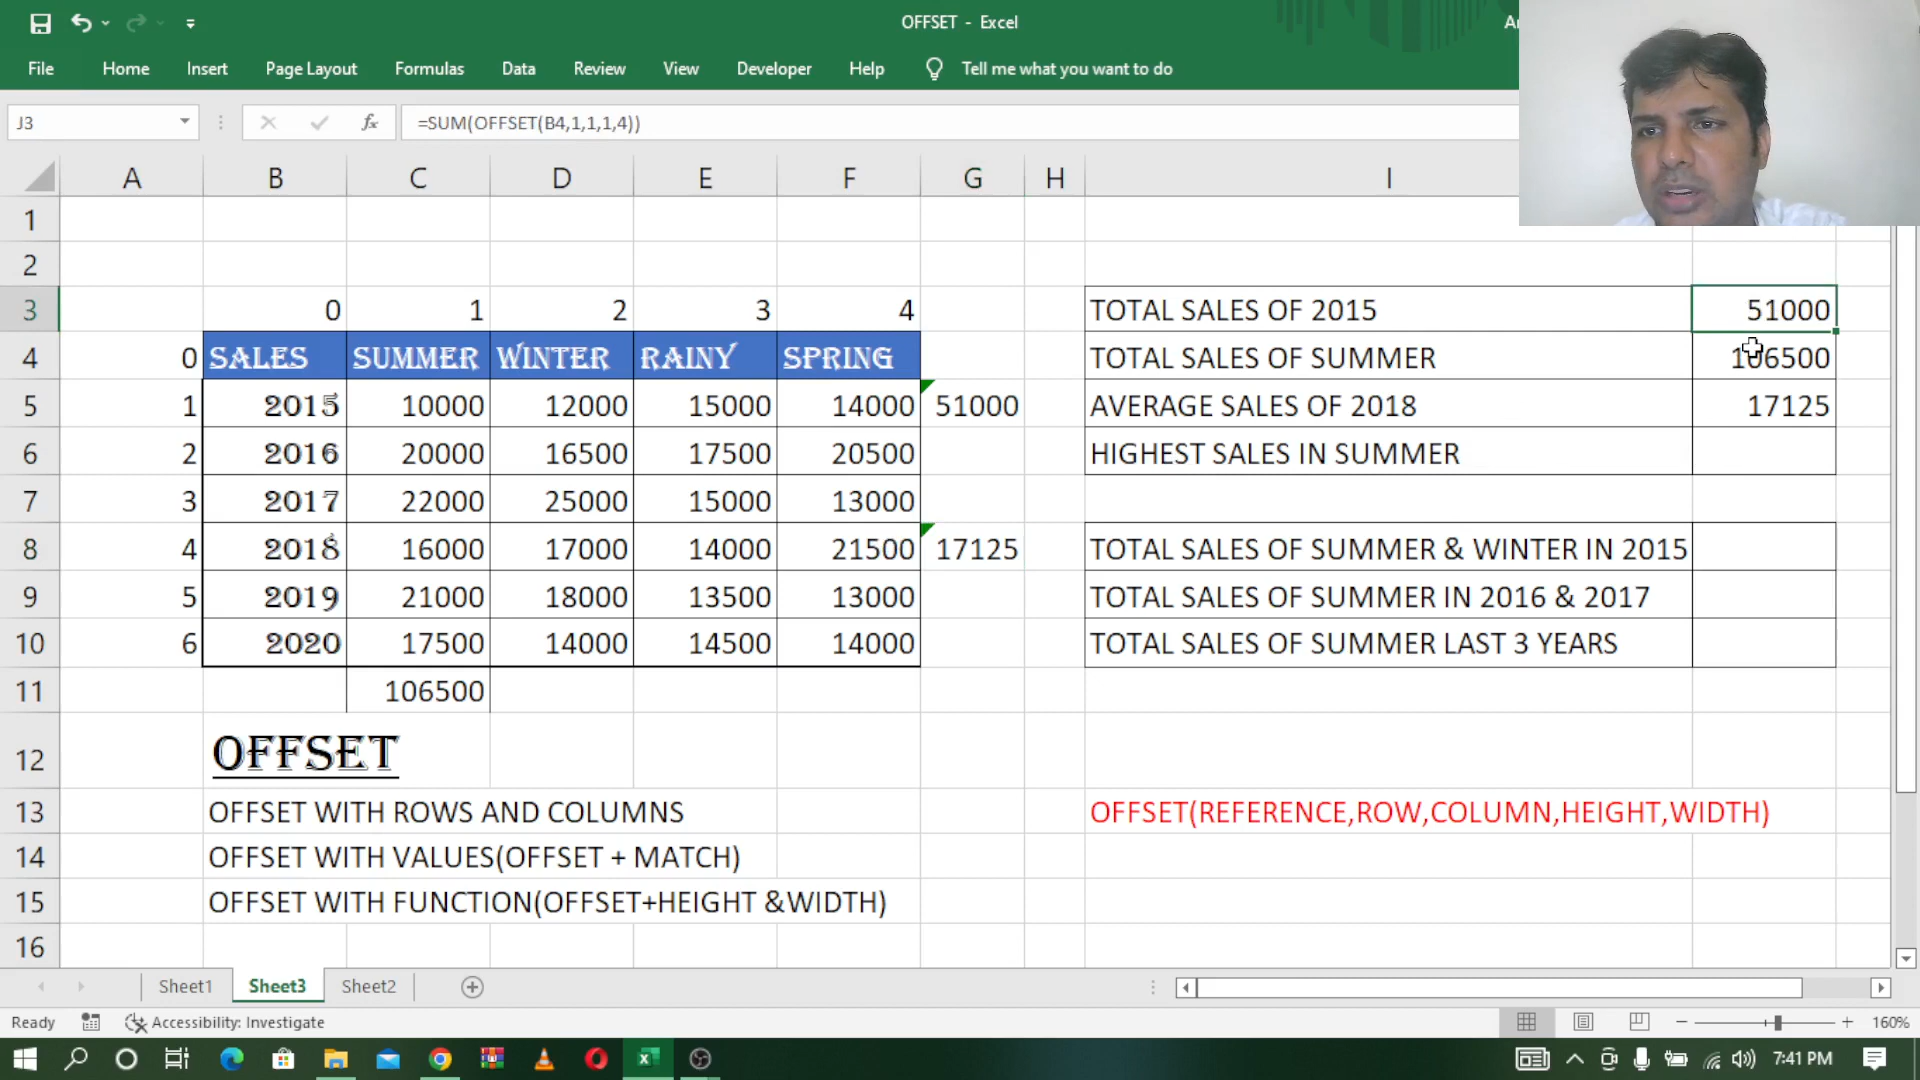 OFFSET - Excel
File Home Insert Page Layout Formulas Data Review View Developer Help Tell me what you want to do
J3 fx =SUM(OFFSET(B4,1,1,1,4))
A B C D E F G H I
1
2
3 0 1 2 3 4 TOTAL SALES OF 2015 51000
4 0 SALES SUMMER WINTER RAINY SPRING TOTAL SALES OF SUMMER 106500
5 1 2015 10000 12000 15000 14000 51000 AVERAGE SALES OF 2018 17125
6 2 2016 20000 16500 17500 20500 HIGHEST SALES IN SUMMER
7 3 2017 22000 25000 15000 13000
8 4 2018 16000 17000 14000 21500 17125 TOTAL SALES OF SUMMER & WINTER IN 2015
9 5 2019 21000 18000 13500 13000 TOTAL SALES OF SUMMER IN 2016 & 2017
10 6 2020 17500 14000 14500 14000 TOTAL SALES OF SUMMER LAST 3 YEARS
11 106500
12 OFFSET
13 OFFSET WITH ROWS AND COLUMNS OFFSET(REFERENCE,ROW,COLUMN,HEIGHT,WIDTH)
14 OFFSET WITH VALUES(OFFSET + MATCH)
15 OFFSET WITH FUNCTION(OFFSET+HEIGHT &WIDTH)
16
Sheet1 Sheet3 Sheet2
Ready Accessibility: Investigate 160%
7:41 PM